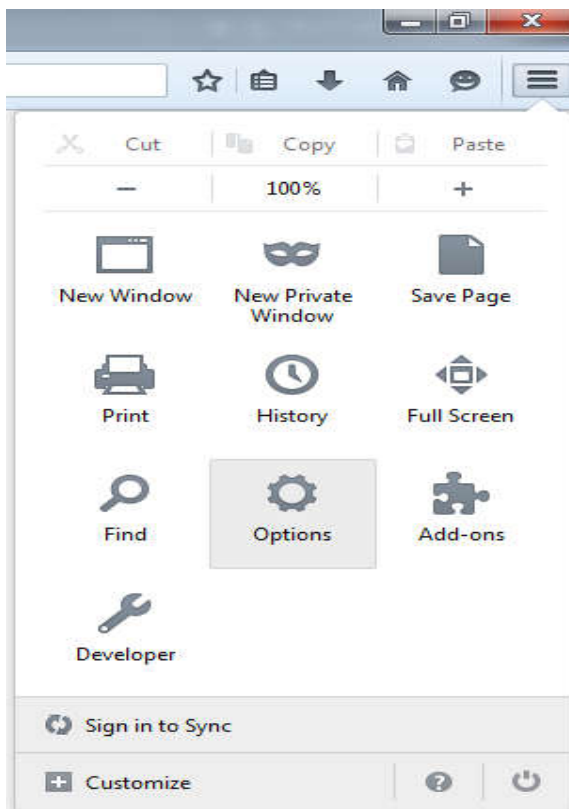 Cut Copy Paste
− 100% +
New Window New Private Save Page
Window
Print History Full Screen
Find Options Add-ons
Developer
Sign in to Sync
Customize